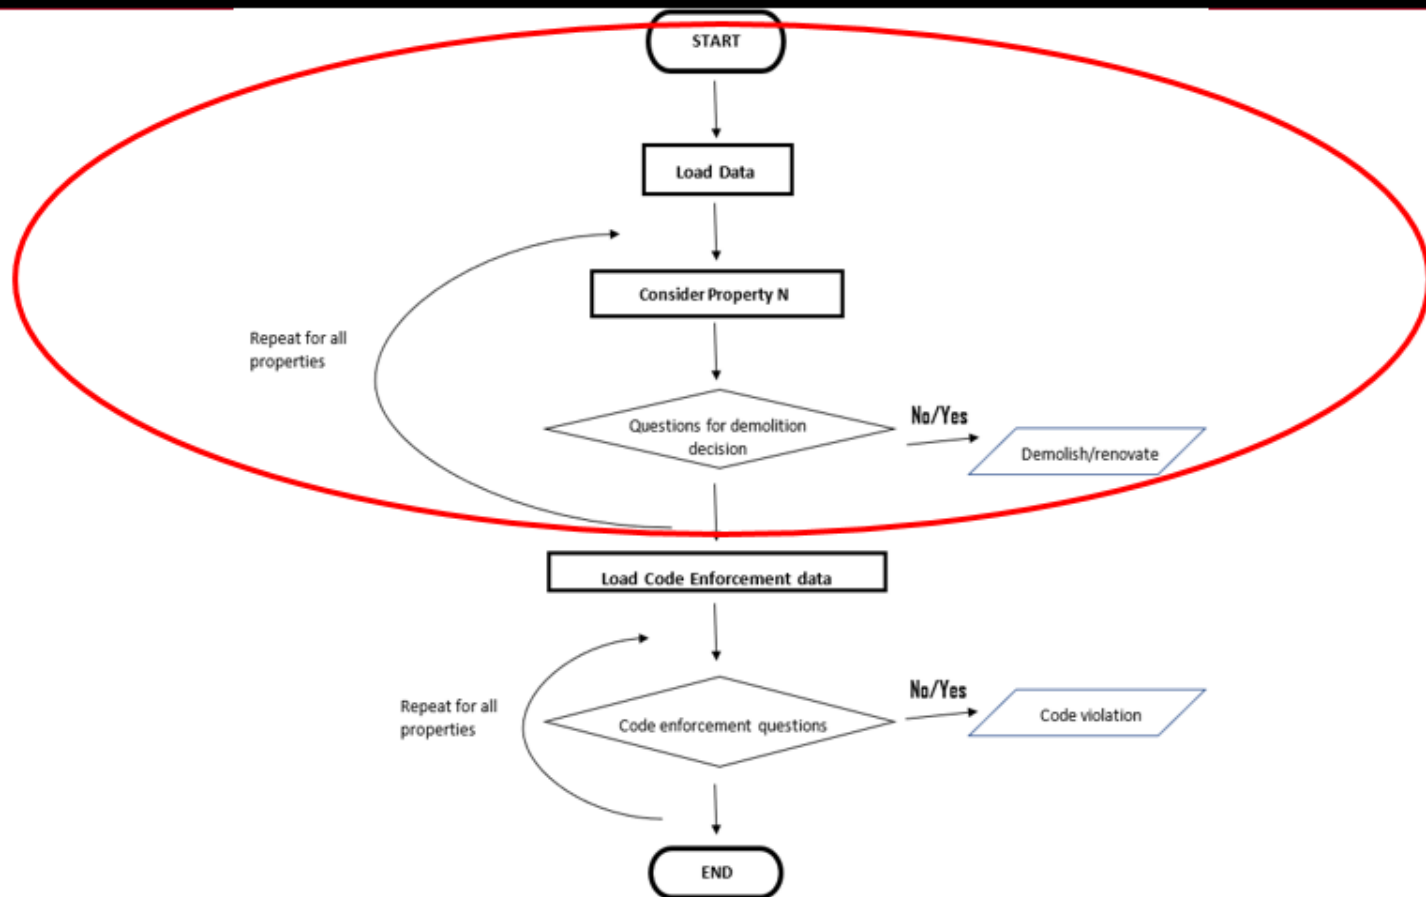 START
Load Data
Consider Property N
Repeat for all
properties
Questions for demolition
decision
No/Yes
Demolish/renovate
Load Code Enforcement data
Repeat for all
properties
Code enforcement questions
No/Yes
Code violation
END